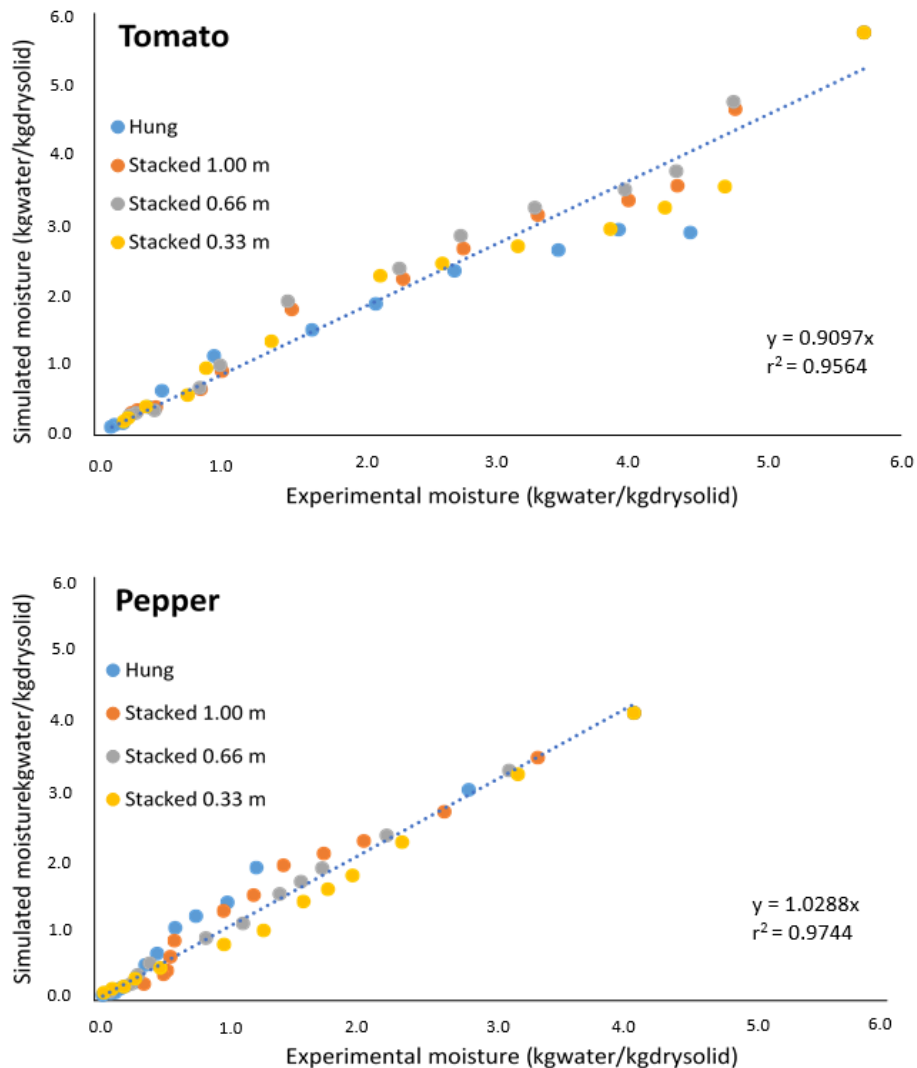 Tomato
Simulated moisture (kgwater/kgdrysolid)
6.0
5.0
4.0
3.0
2.0
1.0
0.0
Hung
Stacked 1.00 m
Stacked 0.66 m
Stacked 0.33 m
y = 0.9097x
r² = 0.9564
0.0 1.0 2.0 3.0 4.0 5.0 6.0
Experimental moisture (kgwater/kgdrysolid)
Pepper
Simulated moisturekgwater/kgdrysolid)
6.0
5.0
4.0
3.0
2.0
1.0
0.0
Hung
Stacked 1.00 m
Stacked 0.66 m
Stacked 0.33 m
y = 1.0288x
r² = 0.9744
0.0 1.0 2.0 3.0 4.0 5.0 6.0
Experimental moisture (kgwater/kgdrysolid)